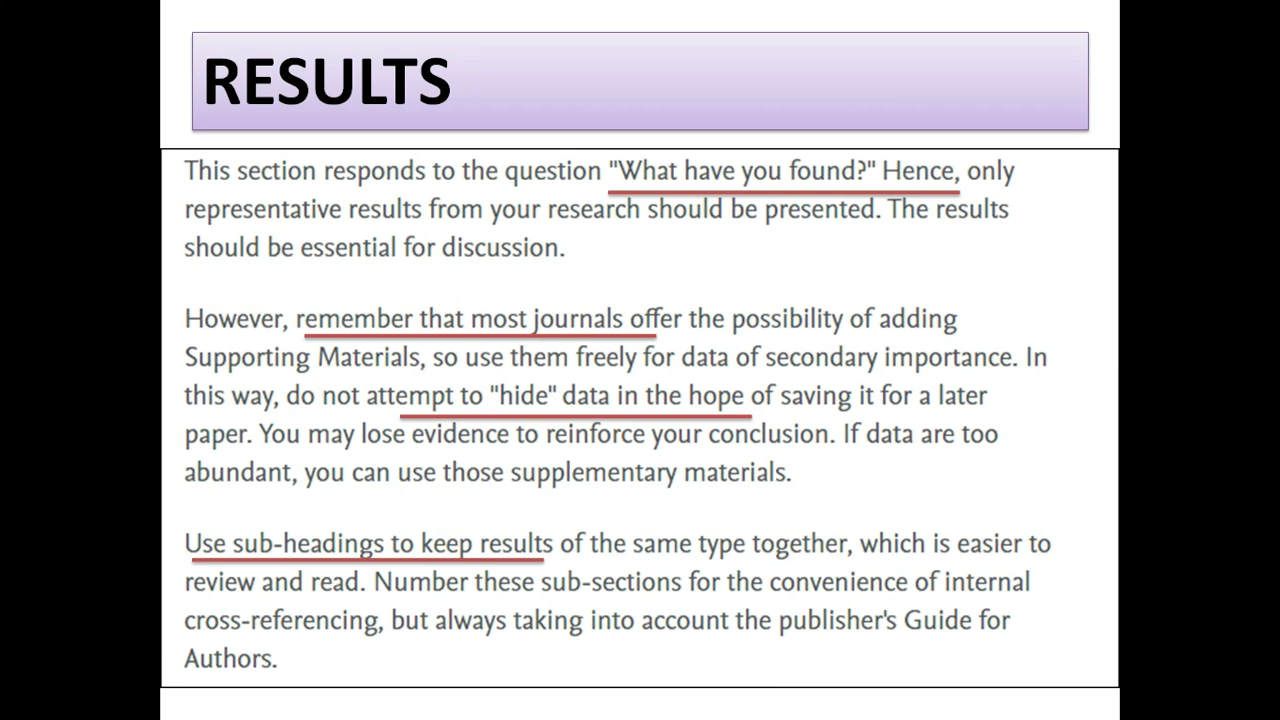 RESULTS
This section responds to the question "What have you found?" Hence, only
representative results from your research should be presented. The results
should be essential for discussion.
However, remember that most journals offer the possibility of adding
Supporting Materials, so use them freely for data of secondary importance. In
this way, do not attempt to "hide" data in the hope of saving it for a later
paper. You may lose evidence to reinforce your conclusion. If data are too
abundant, you can use those supplementary materials.
Use sub-headings to keep results of the same type together, which is easier to
review and read. Number these sub-sections for the convenience of internal
cross-referencing, but always taking into account the publisher's Guide for
Authors.